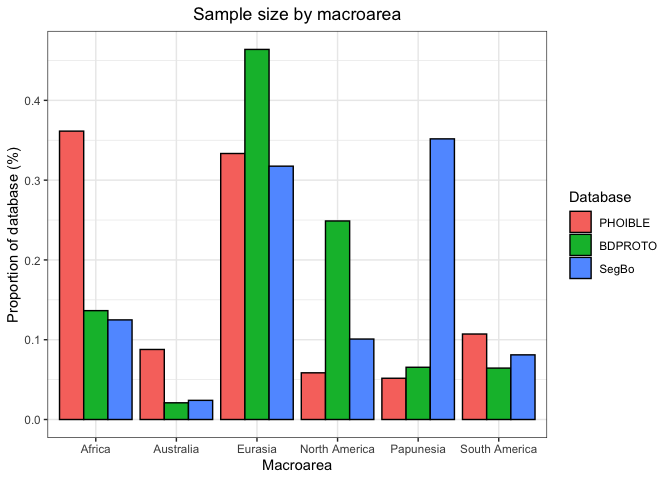 Sample size by macroarea
Proportion of database (%)
0.4
0.3
0.2
0.1
0.0
Africa
Australia
Eurasia
North America
Papunesia
South America
Macroarea
Database
PHOIBLE
BDPROTO
SegBo